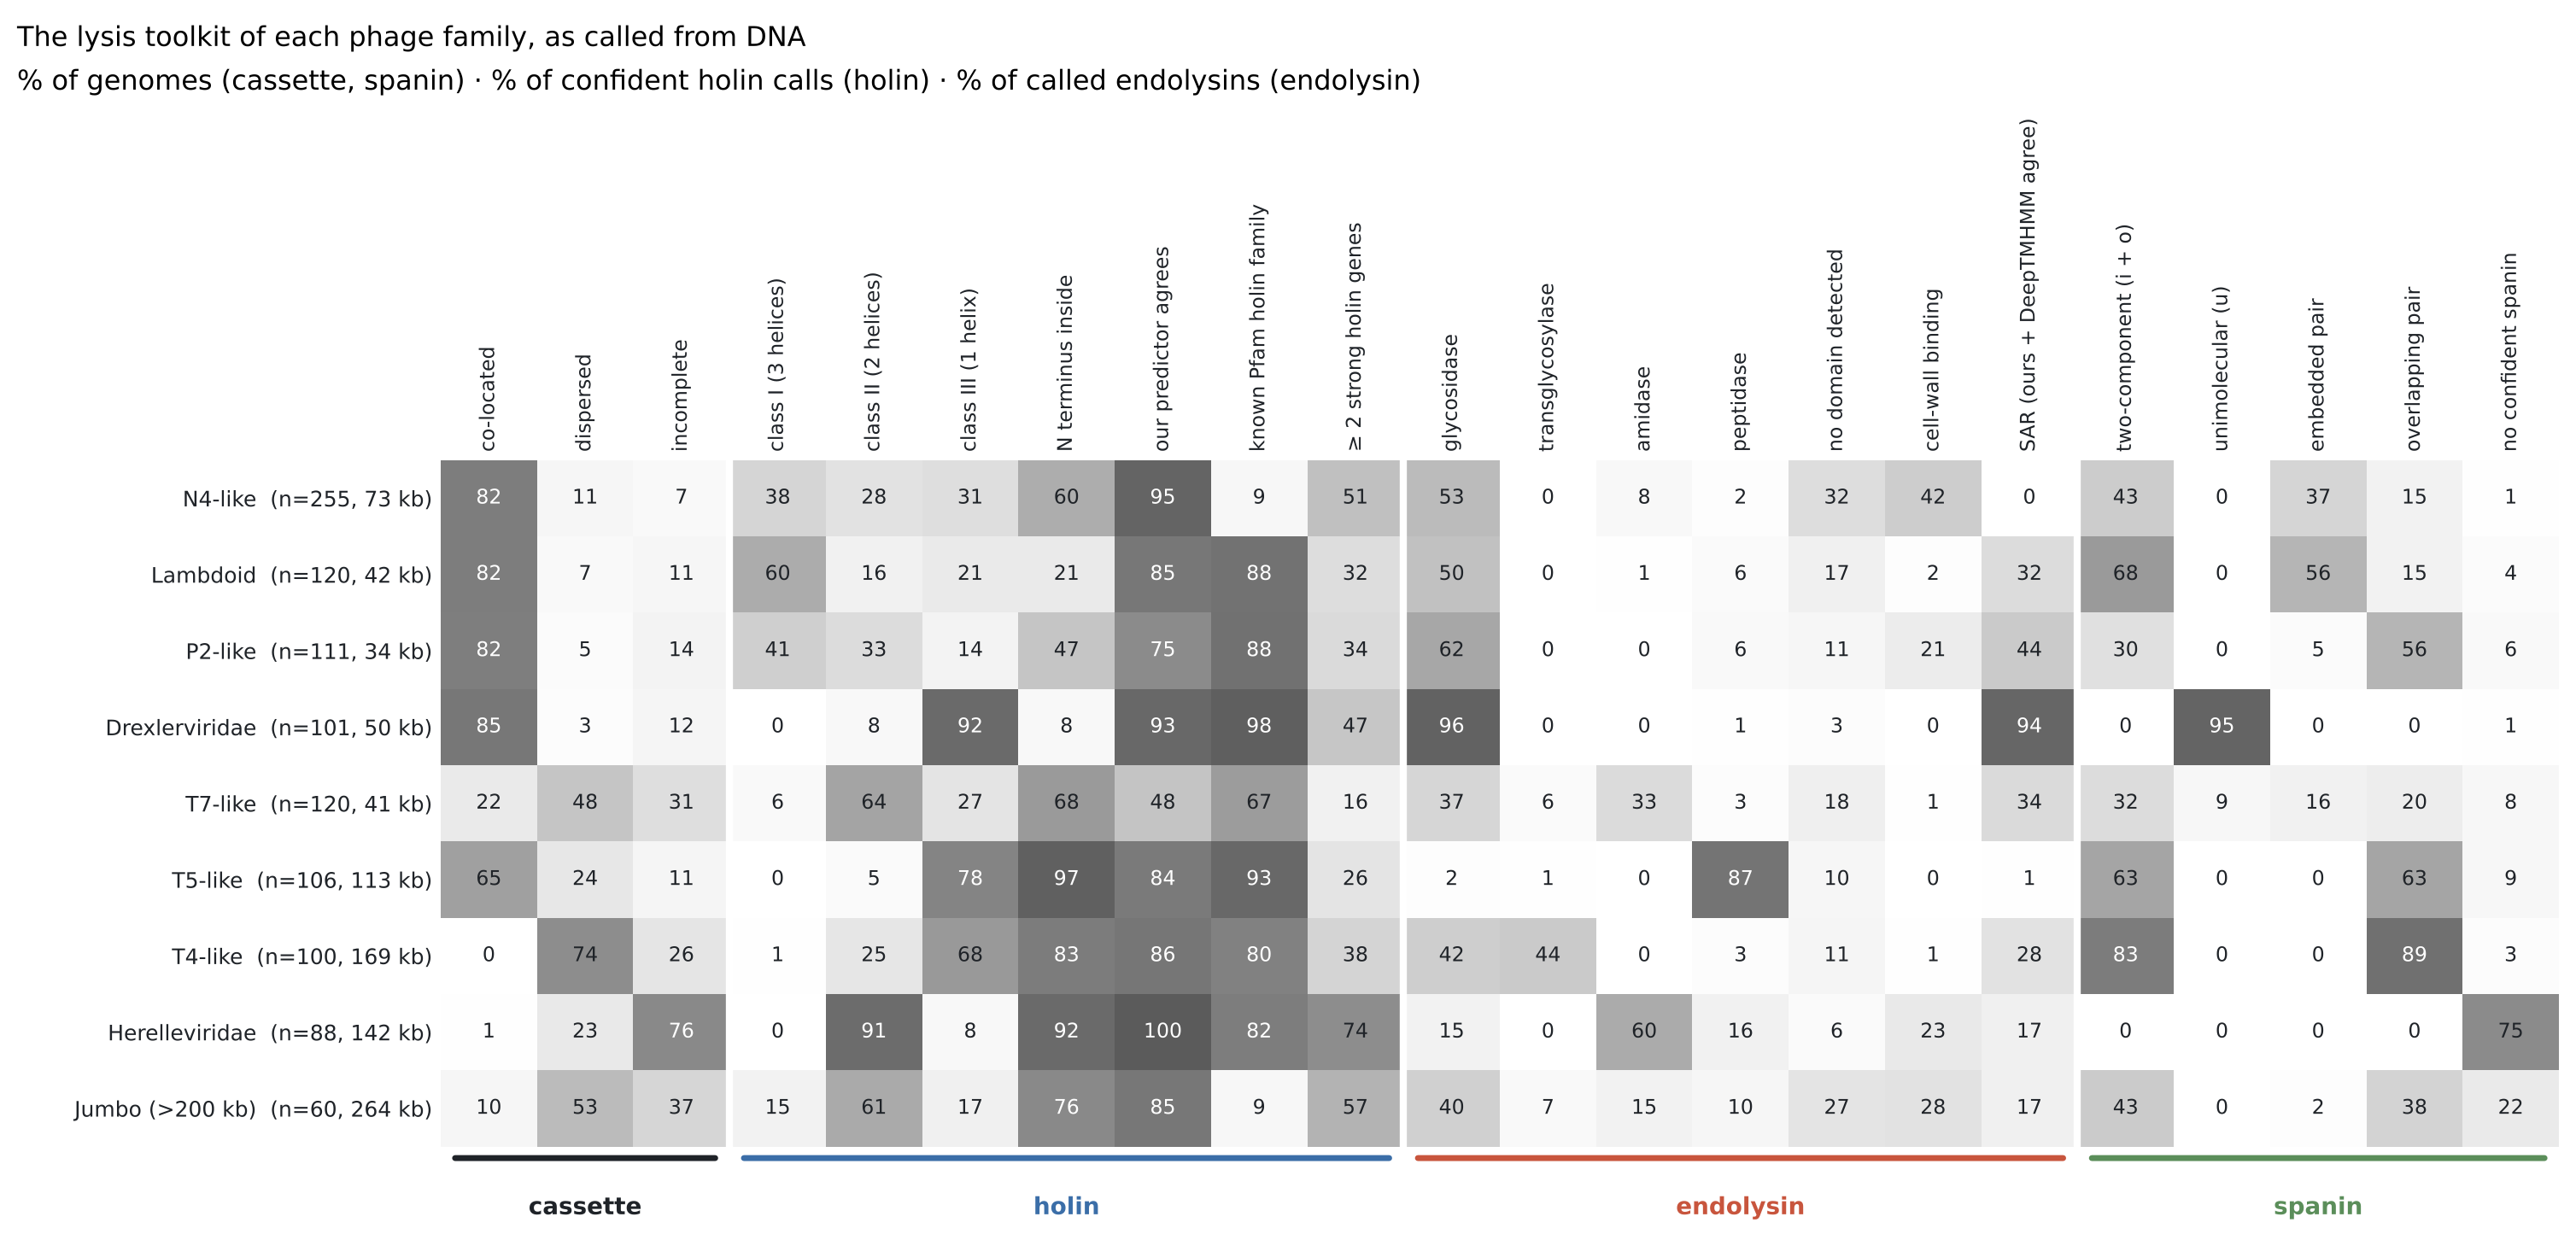 The lysis toolkit of each phage family, as called from DNA
% of genomes (cassette, spanin) · % of confident holin calls (holin) · % of called endolysins (endolysin)
co-located
dispersed
incomplete
class I (3 helices)
class II (2 helices)
class III (1 helix)
N terminus inside
our predictor agrees
known Pfam holin family
≥ 2 strong holin genes
glycosidase
transglycosylase
amidase
peptidase
no domain detected
cell-wall binding
SAR (ours + DeepTMHMM agree)
two-component (i + o)
unimolecular (u)
embedded pair
overlapping pair
no confident spanin
N4-like (n=255, 73 kb) 82 11 7 38 28 31 60 95 9 51 53 0 8 2 32 42 0 43 0 37 15 1
Lambdoid (n=120, 42 kb) 82 7 11 60 16 21 21 85 88 32 50 0 1 6 17 2 32 68 0 56 15 4
P2-like (n=111, 34 kb) 82 5 14 41 33 14 47 75 88 34 62 0 0 6 11 21 44 30 0 5 56 6
Drexlerviridae (n=101, 50 kb) 85 3 12 0 8 92 8 93 98 47 96 0 0 1 3 0 94 0 95 0 0 1
T7-like (n=120, 41 kb) 22 48 31 6 64 27 68 48 67 16 37 6 33 3 18 1 34 32 9 16 20 8
T5-like (n=106, 113 kb) 65 24 11 0 5 78 97 84 93 26 2 1 0 87 10 0 1 63 0 0 63 9
T4-like (n=100, 169 kb) 0 74 26 1 25 68 83 86 80 38 42 44 0 3 11 1 28 83 0 0 89 3
Herelleviridae (n=88, 142 kb) 1 23 76 0 91 8 92 100 82 74 15 0 60 16 6 23 17 0 0 0 0 75
Jumbo (>200 kb) (n=60, 264 kb) 10 53 37 15 61 17 76 85 9 57 40 7 15 10 27 28 17 43 0 2 38 22
cassette holin endolysin spanin